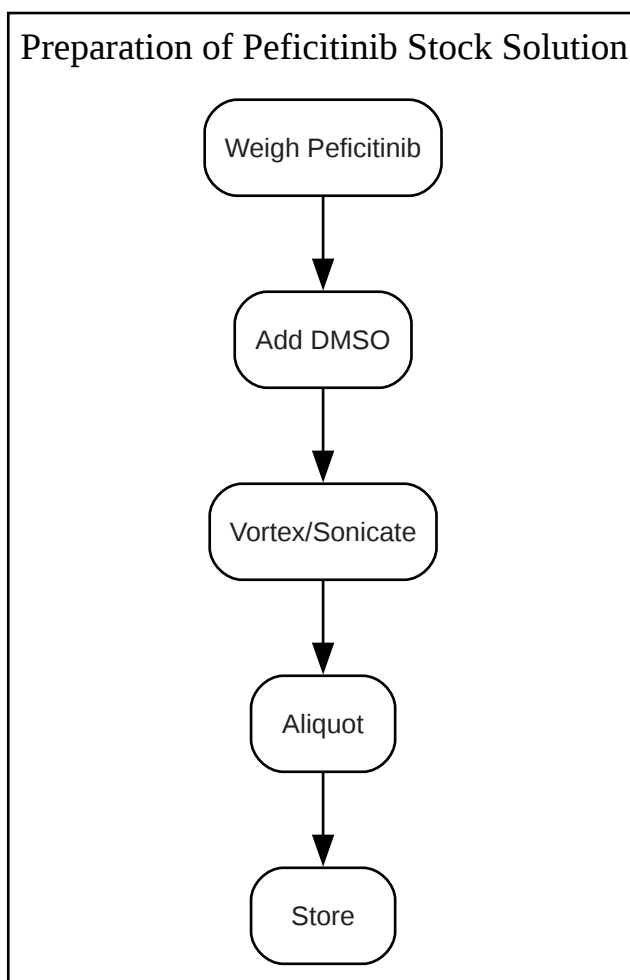 Preparation of Peficitinib Stock Solution
Weigh Peficitinib
Add DMSO
Vortex/Sonicate
Aliquot
Store